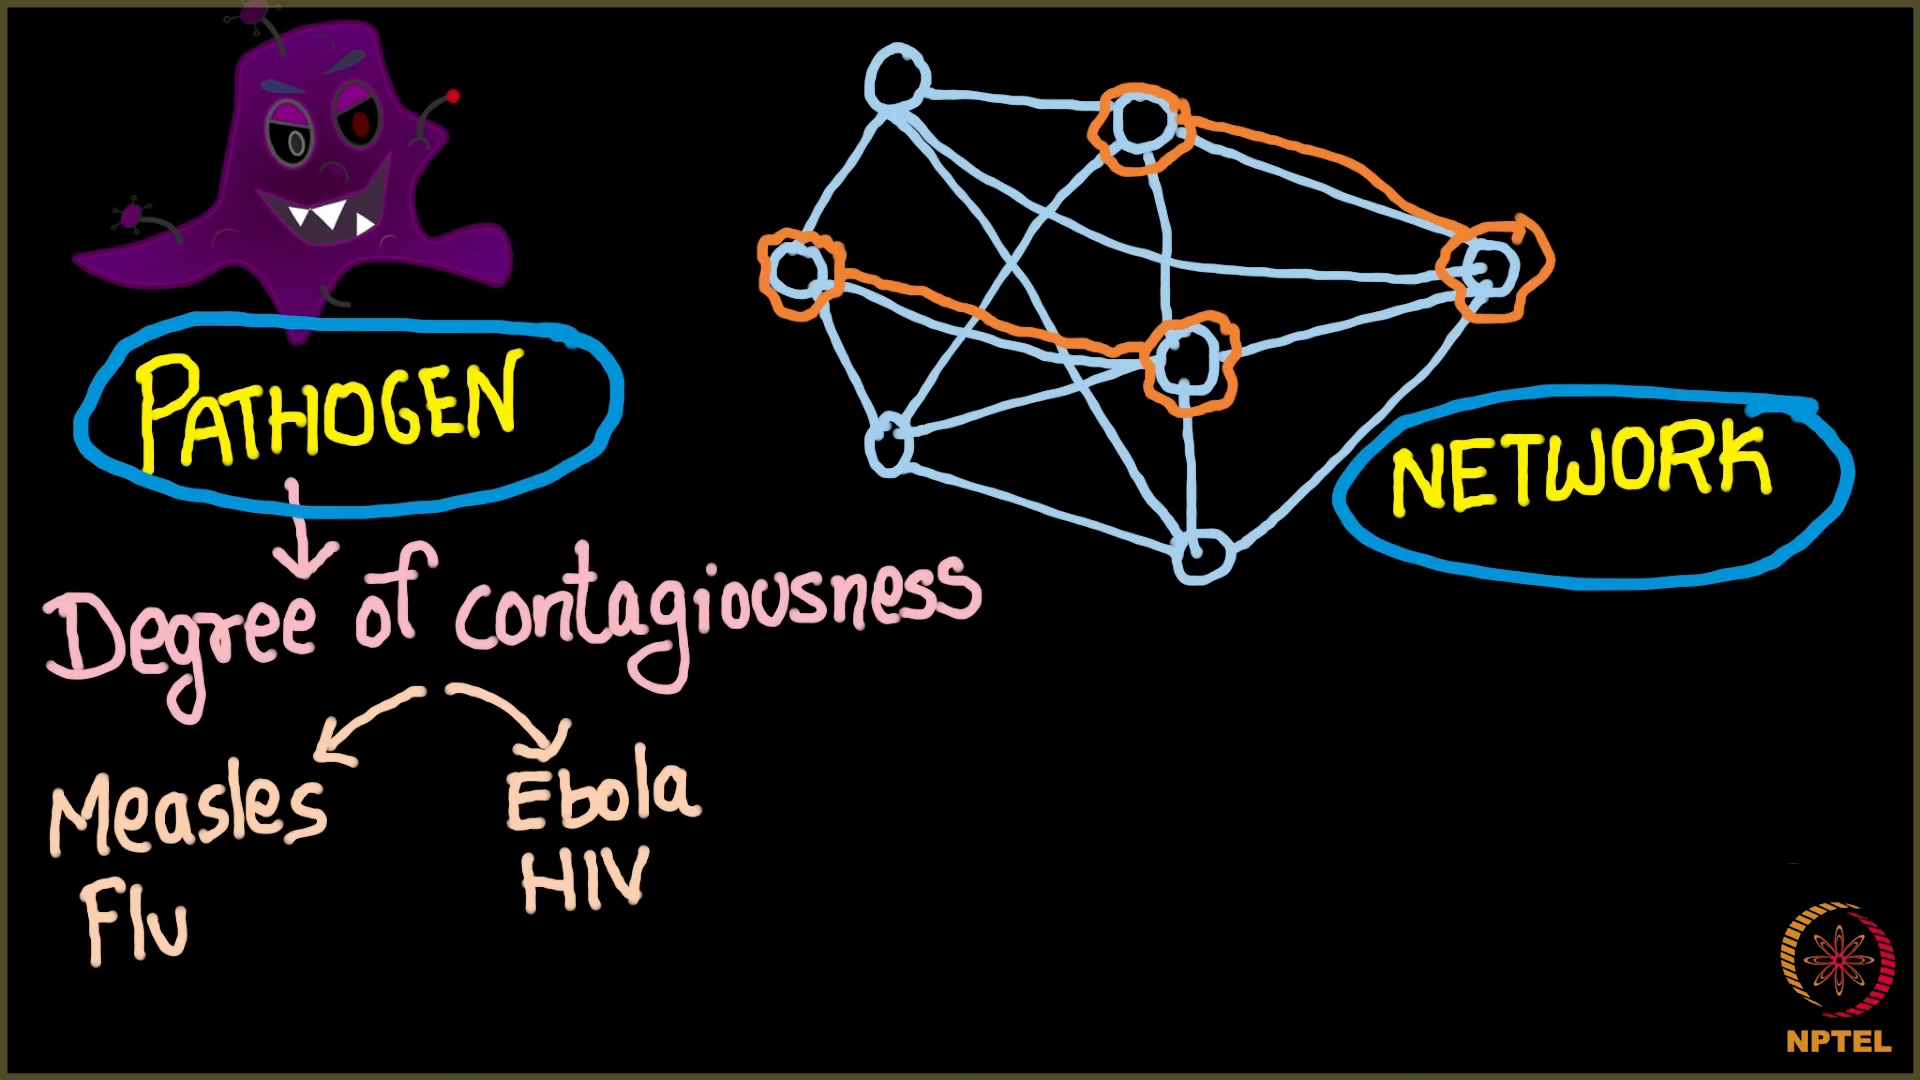 PATHOGEN
NETWORK
Degree of contagiousness
Measles
Flu
Ebola
HIV
NPTEL